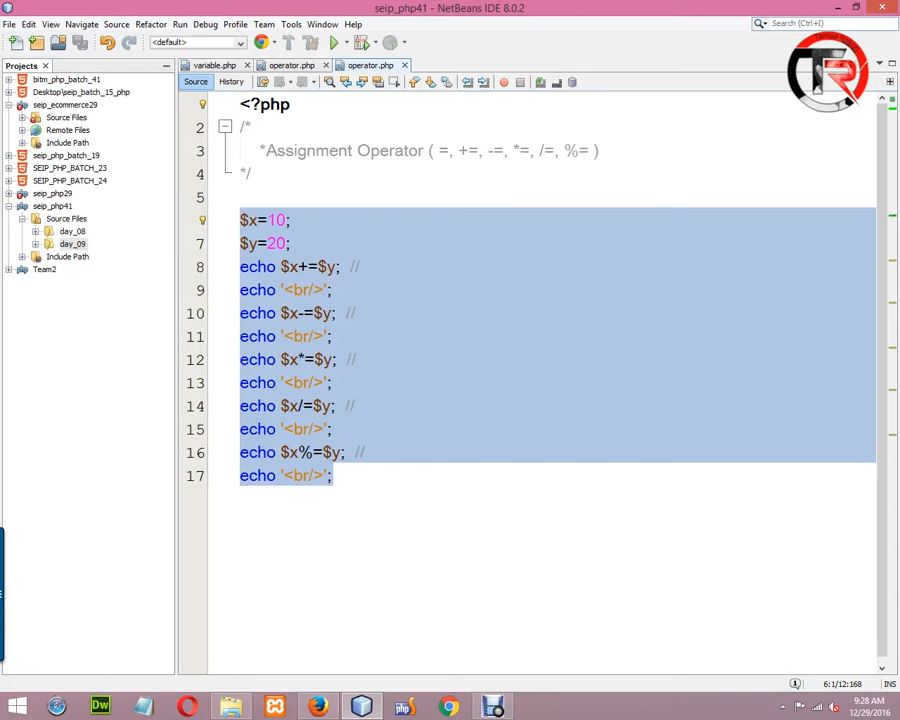 seip_php41 - NetBeans IDE 8.0.2
File Edit View Navigate Source Refactor Run Debug Profile Team Tools Window Help
Search (Ctrl+I)
<default>
Projects
variable.php
operator.php
operator.php
Source History
bitm_php_batch_41
Desktop\seip_batch_15_php
seip_ecommerce29
Source Files
Remote Files
Include Path
seip_php_batch_19
SEIP_PHP_BATCH_23
SEIP_PHP_BATCH_24
seip_php29
seip_php41
Source Files
day_08
day_09
Include Path
Team2
<?php
2 /*
3 *Assignment Operator ( =, +=, -=, *=, /=, %= )
4 */
5
$x=10;
7 $y=20;
8 echo $x+=$y; //
9 echo '<br/>';
10 echo $x-=$y; //
11 echo '<br/>';
12 echo $x*=$y; //
13 echo '<br/>';
14 echo $x/=$y; //
15 echo '<br/>';
16 echo $x%=$y; //
17 echo '<br/>';
TR
6:1/12:168 INS
Dw
php
9:28 AM
12/29/2016